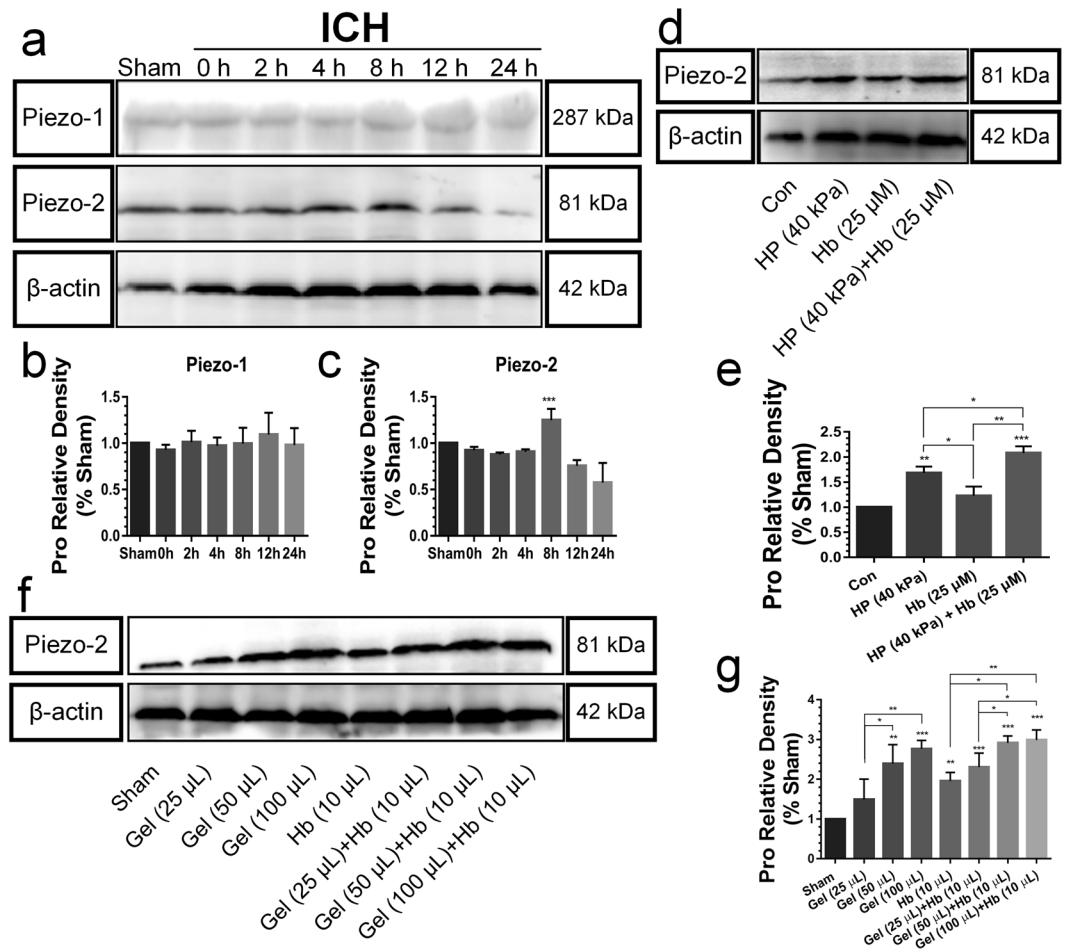 a
ICH
Sham 0 h 2 h 4 h 8 h 12 h 24 h
Piezo-1 287 kDa
Piezo-2 81 kDa
β-actin 42 kDa
b
Piezo-1
Pro Relative Density
(% Sham)
1.5
1.0
0.5
0.0
Sham 0h 2h 4h 8h 12h 24h
c
Piezo-2
Pro Relative Density
(% Sham)
1.5
1.0
0.5
0.0
***
Sham 0h 2h 4h 8h 12h 24h
d
Piezo-2 81 kDa
β-actin 42 kDa
Con
HP (40 kPa)
Hb (25 µM)
HP (40 kPa)+Hb (25 µM)
e
Pro Relative Density
(% Sham)
2.5
2.0
1.5
1.0
0.5
0.0
*
* **
** ***
Con
HP (40 kPa)
Hb (25 µM)
HP (40 kPa) + Hb (25 µM)
f
Piezo-2 81 kDa
β-actin 42 kDa
Sham
Gel (25 µL)
Gel (50 µL)
Gel (100 µL)
Hb (10 µL)
Gel (25 µL)+Hb (10 µL)
Gel (50 µL)+Hb (10 µL)
Gel (100 µL)+Hb (10 µL)
g
Pro Relative Density
(% Sham)
4
3
2
1
0
**
*
** *
* *
** *** ** *** *** ***
Sham
Gel (25 µL)
Gel (50 µL)
Gel (100 µL)
Hb (10 µL)
Gel (25 µL)+Hb (10 µL)
Gel (50 µL)+Hb (10 µL)
Gel (100 µL)+Hb (10 µL)